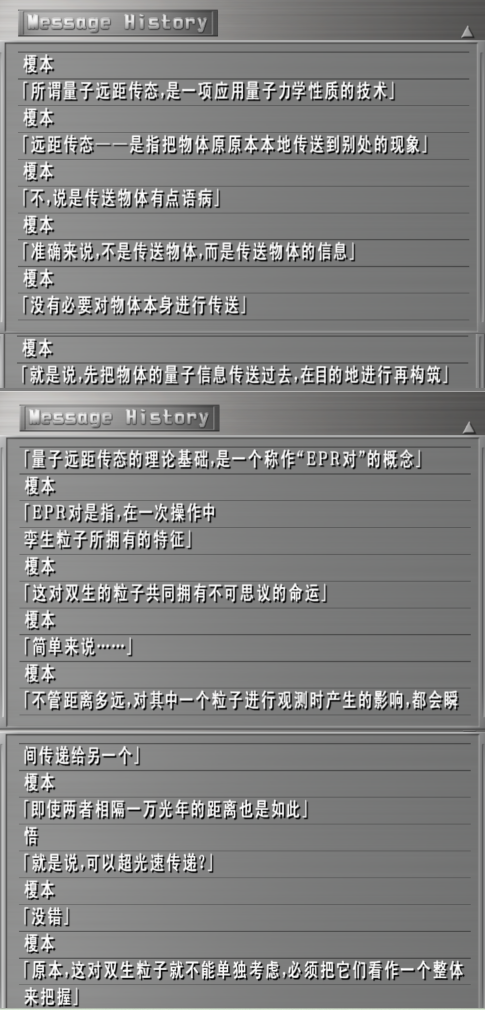 Message History
榎本
「所谓量子远距传态,是一项应用量子力学性质的技术」
榎本
「远距传态——是指把物体原原本本地传送到别处的现象」
榎本
「不,说是传送物体有点语病」
榎本
「准确来说,不是传送物体,而是传送物体的信息」
榎本
「没有必要对物体本身进行传送」
榎本
「就是说,先把物体的量子信息传送过去,在目的地进行再构筑」
Message History
「量子远距传态的理论基础,是一个称作“EPR对”的概念」
榎本
「EPR对是指,在一次操作中
孪生粒子所拥有的特征」
榎本
「这对双生的粒子共同拥有不可思议的命运」
榎本
「简单来说……」
榎本
「不管距离多远,对其中一个粒子进行观测时产生的影响,都会瞬
间传递给另一个」
榎本
「即使两者相隔一万光年的距离也是如此」
悟
「就是说,可以超光速传递?」
榎本
「没错」
榎本
「原本,这对双生粒子就不能单独考虑,必须把它们看作一个整体
来把握」